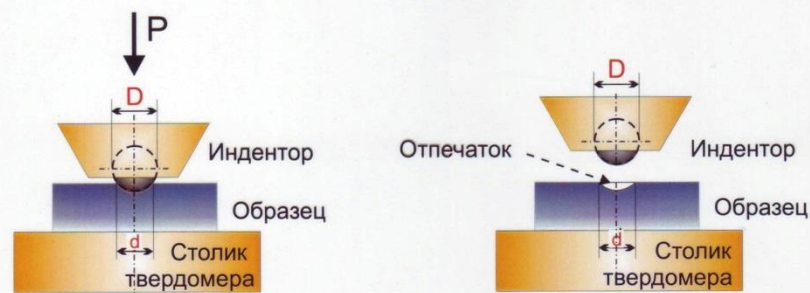 P
D
Индентор
Образец
d
Столик
твердомера
D
Отпечаток
Индентор
Образец
d
Столик
твердомера